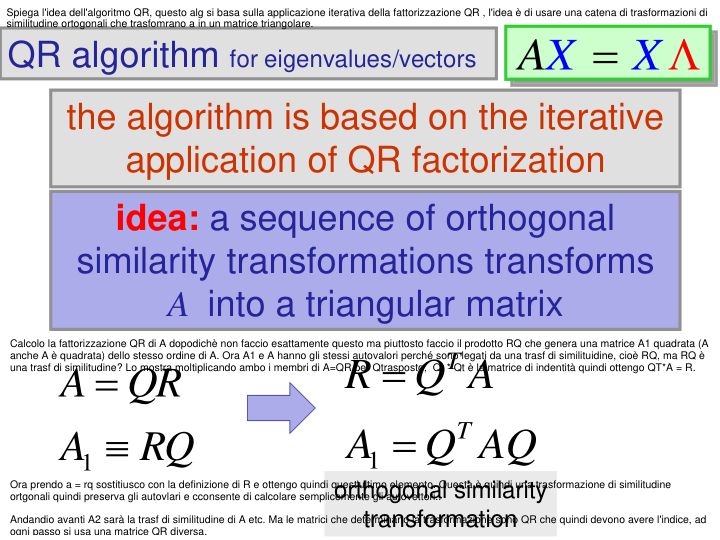 Spiega l'idea dell'algoritmo QR, questo alg si basa sulla applicazione iterativa della fattorizzazione QR , l'idea è di usare una catena di trasformazioni di
similitudine ortogonali che trasfomrano a in un matrice triangolare.
QR algorithm for eigenvalues/vectors
AX = XΛ
the algorithm is based on the iterative
application of QR factorization
idea: a sequence of orthogonal
similarity transformations transforms
A into a triangular matrix
Calcolo la fattorizzazione QR di A dopodichè non faccio esattamente questo ma piuttosto faccio il prodotto RQ che genera una matrice A1 quadrata (A
anche A è quadrata) dello stesso ordine di A. Ora A1 e A hanno gli stessi autovalori perché sono legati da una trasf di similituidine, cioè RQ, ma RQ è
una trasf di similitudine? Lo mostro moltiplicando ambo i membri di A=QR per Qtrasposto, Qt è la matrice di indentità quindi ottengo QT*A = R.
A = QR
R = Q^T A
A₁ ≡ RQ
A₁ = Q^T AQ
Ora prendo a = rq sostitiusco con la definizione di R e ottengo quindi quest'ultimo elemento. Questa è quindi una trasformazione di similitudine
ortgonali quindi preserva gli autovlari e cconsente di calcolare semplicemente gli autovettori..
orthogonal similarity
transformation
Andandio avanti A2 sarà la trasf di similitudine di A etc. Ma le matrici che determinano la trasformazione sono QR che quindi devono avere l'indice, ad
ogni passo si usa una matrice QR diversa.